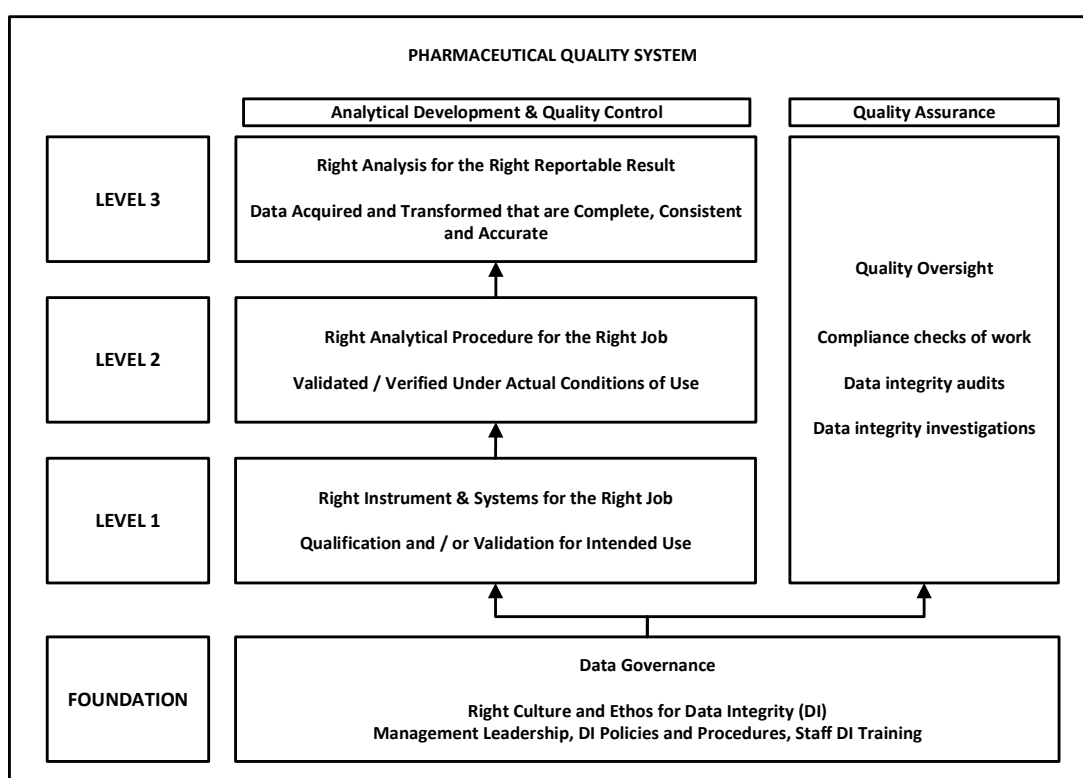 PHARMACEUTICAL QUALITY SYSTEM
Analytical Development & Quality Control
Quality Assurance
LEVEL 3
Right Analysis for the Right Reportable Result
Data Acquired and Transformed that are Complete, Consistent
and Accurate
LEVEL 2
Right Analytical Procedure for the Right Job
Validated / Verified Under Actual Conditions of Use
LEVEL 1
Right Instrument & Systems for the Right Job
Qualification and / or Validation for Intended Use
Quality Oversight
Compliance checks of work
Data integrity audits
Data integrity investigations
FOUNDATION
Data Governance
Right Culture and Ethos for Data Integrity (DI)
Management Leadership, DI Policies and Procedures, Staff DI Training